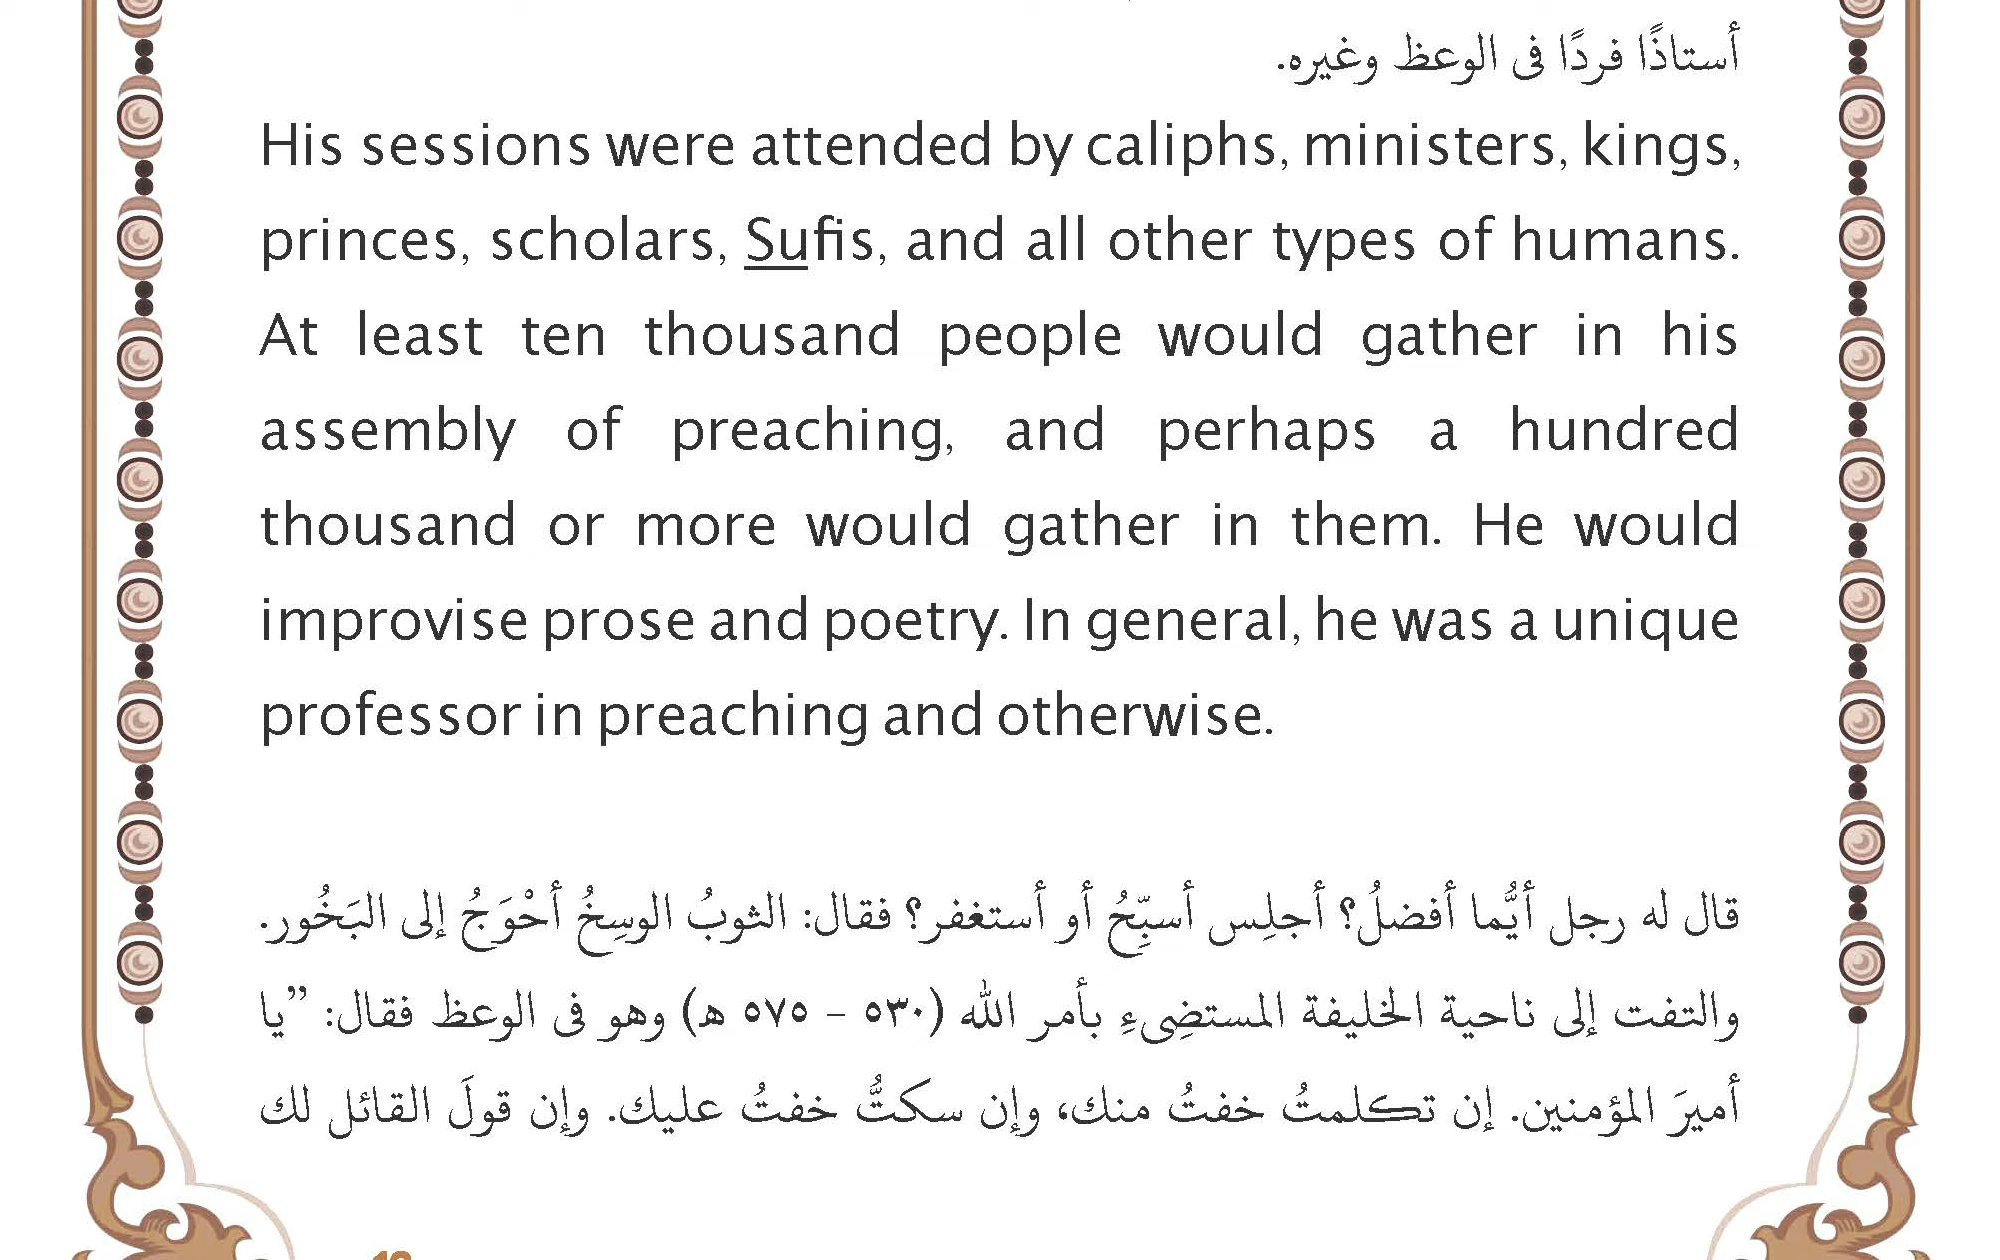 أستاذًا فردًا فى الوعظ وغيره.
His sessions were attended by caliphs, ministers, kings,
princes, scholars, Sufis, and all other types of humans.
At least ten thousand people would gather in his
assembly of preaching, and perhaps a hundred
thousand or more would gather in them. He would
improvise prose and poetry. In general, he was a unique
professor in preaching and otherwise.
قال له رجل أيُّما أفضلُ؟ أجلِس أسبِّحُ أو أستغفر؟ فقال: الثوبُ الوسِخُ أحْوَجُ إلى البَخُور.
والتفت إلى ناحية الخليفة المستضِىءِ بأمر الله (٥٣٠ – ٥٧٥ ه) وهو فى الوعظ فقال: ”يا
أميرَ المؤمنين. إن تكلمتُ خفتُ منك، وإن سكتُّ خفتُ عليك. وإن قولَ القائل لك